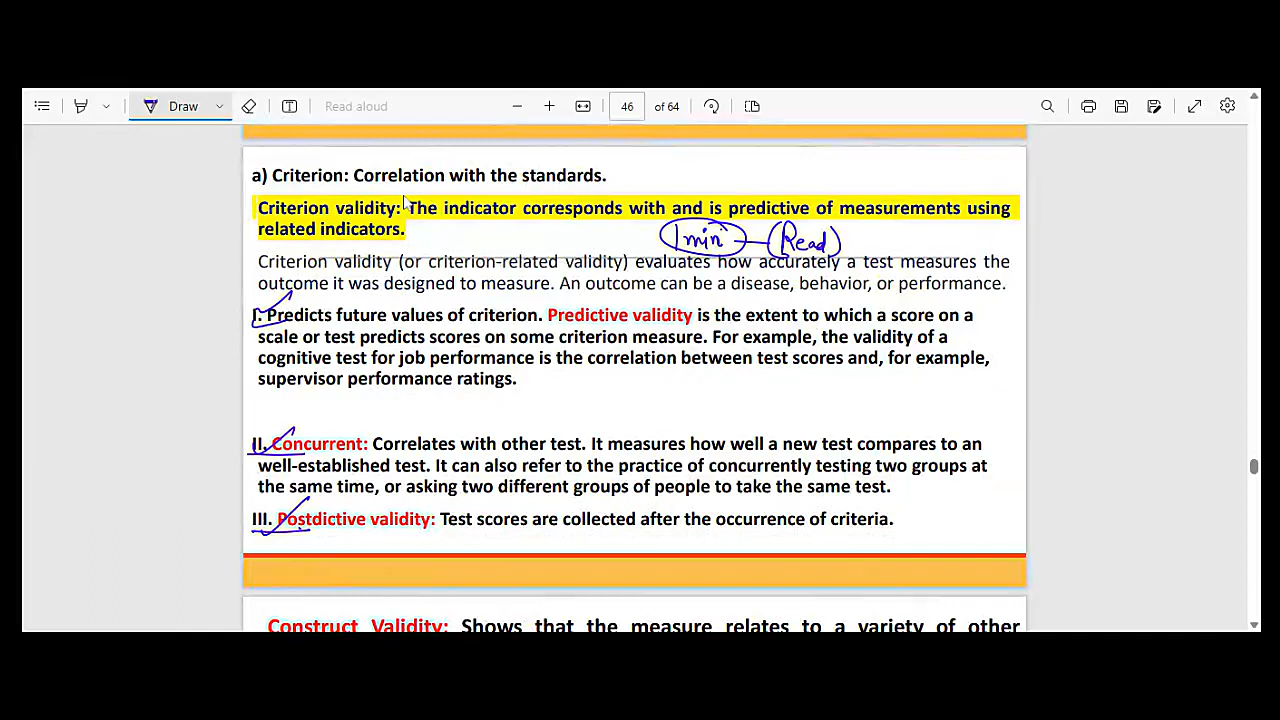 Draw
Read aloud
46 of 64
a) Criterion: Correlation with the standards.
Criterion validity: The indicator corresponds with and is predictive of measurements using
related indicators.
1 min — (Read)
Criterion validity (or criterion-related validity) evaluates how accurately a test measures the
outcome it was designed to measure. An outcome can be a disease, behavior, or performance.
I. Predicts future values of criterion. Predictive validity is the extent to which a score on a
scale or test predicts scores on some criterion measure. For example, the validity of a
cognitive test for job performance is the correlation between test scores and, for example,
supervisor performance ratings.
II. Concurrent: Correlates with other test. It measures how well a new test compares to an
well-established test. It can also refer to the practice of concurrently testing two groups at
the same time, or asking two different groups of people to take the same test.
III. Postdictive validity: Test scores are collected after the occurrence of criteria.
Construct Validity: Shows that the measure relates to a variety of other